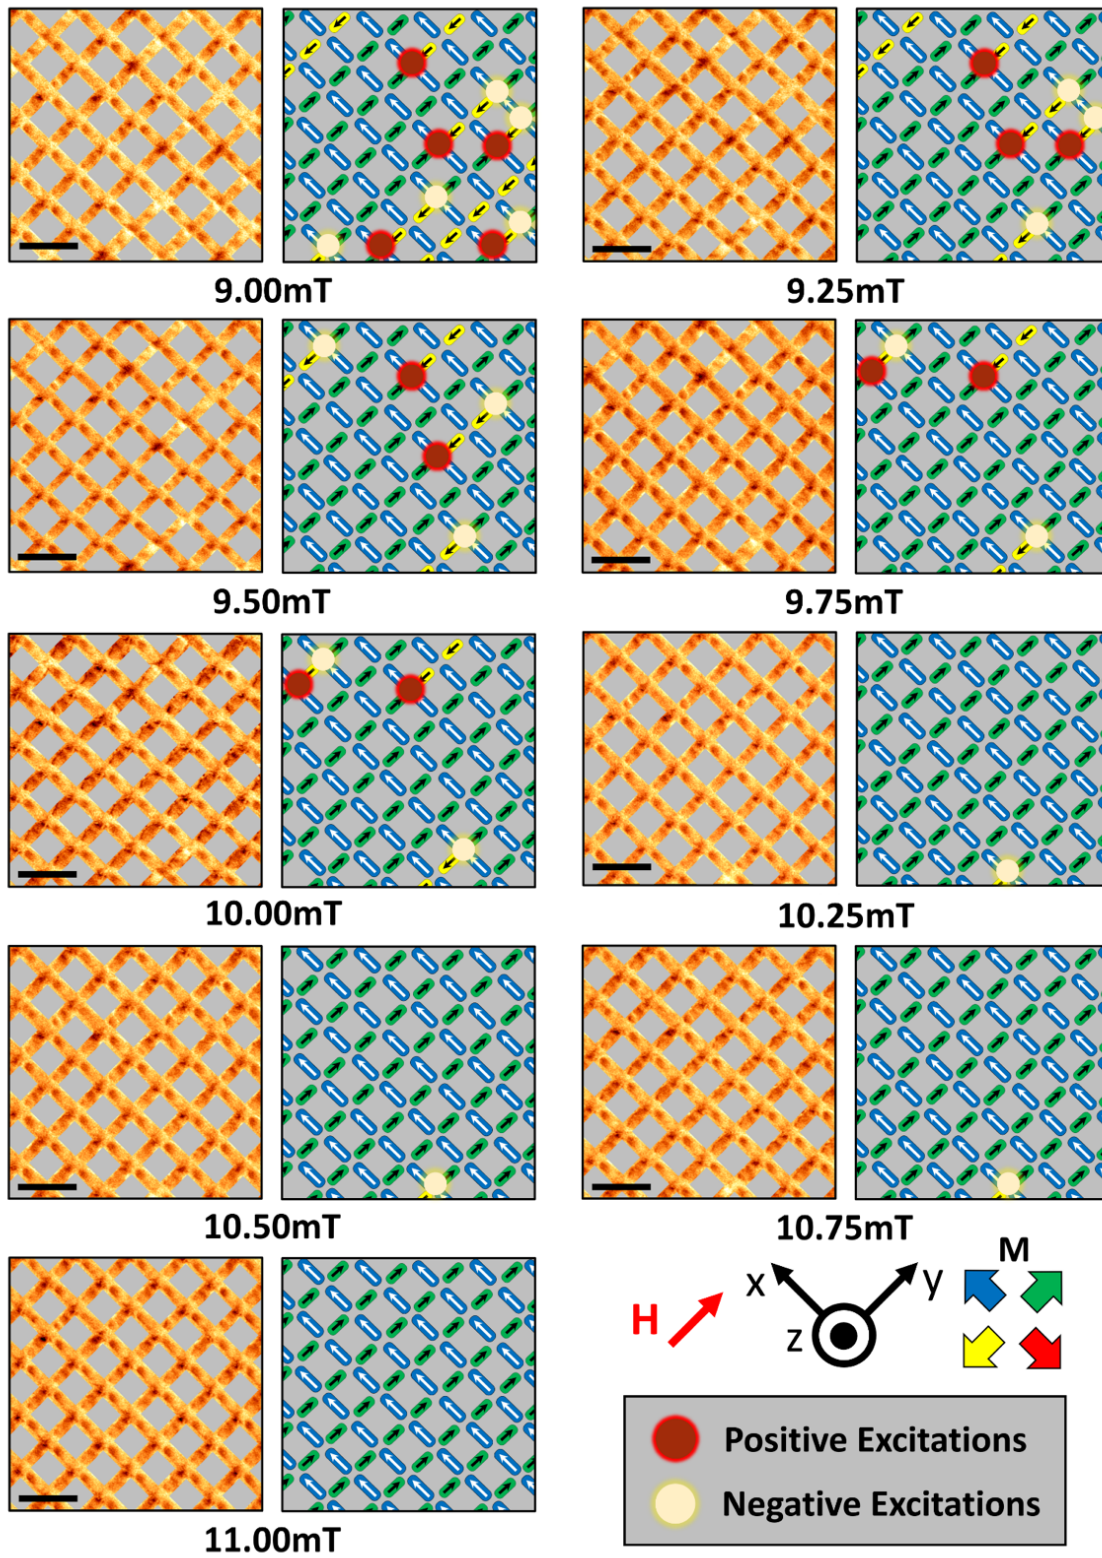 9.00mT
9.25mT
9.50mT
9.75mT
10.00mT
10.25mT
10.50mT
10.75mT
11.00mT
H
x
y
z
M
Positive Excitations
Negative Excitations